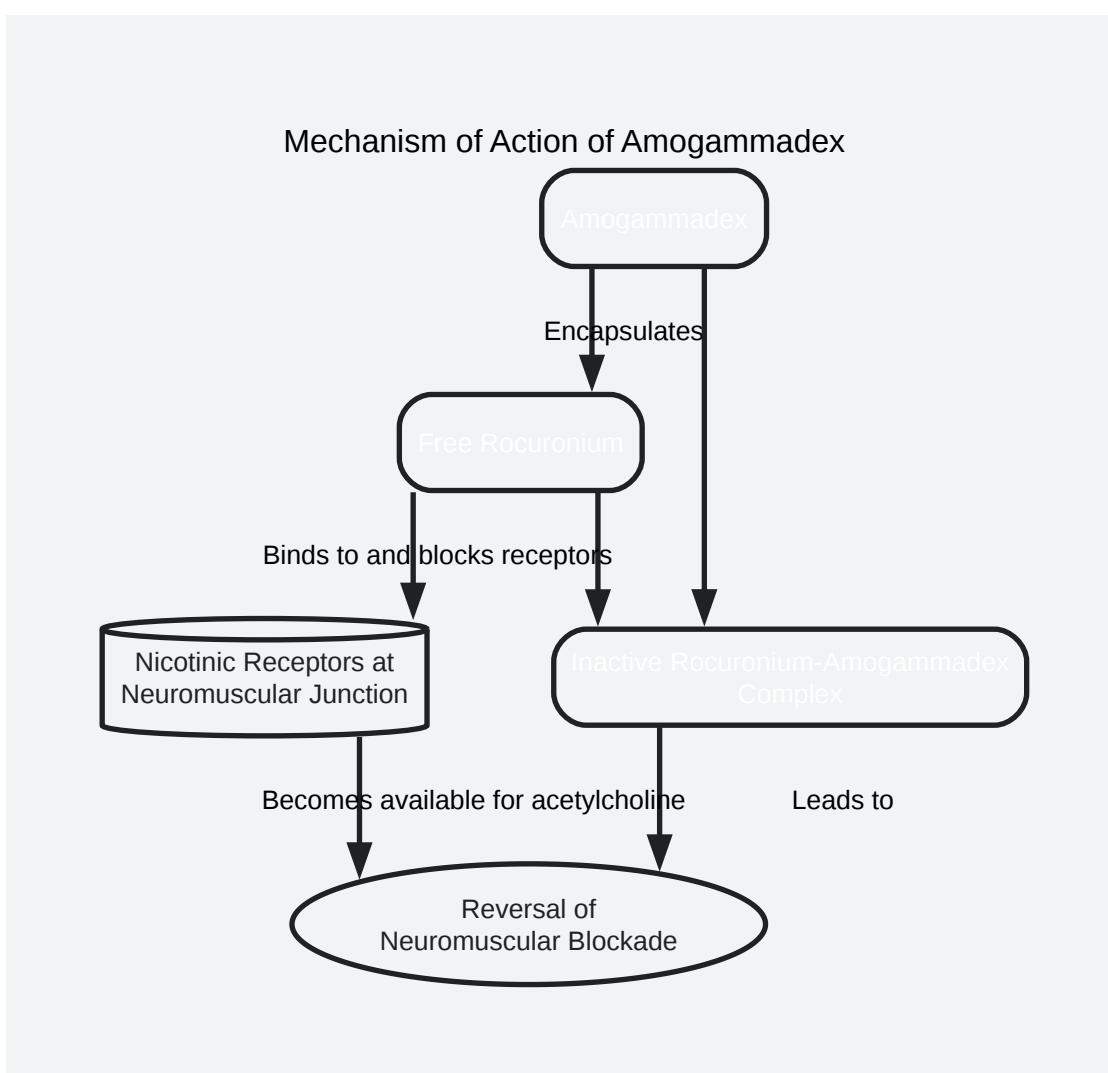 Mechanism of Action of Amogammadex
Amogammadex
Encapsulates
Free Rocuronium
Binds to and blocks receptors
Nicotinic Receptors at
Neuromuscular Junction
Inactive Rocuronium-Amogammadex
Complex
Becomes available for acetylcholine
Leads to
Reversal of
Neuromuscular Blockade